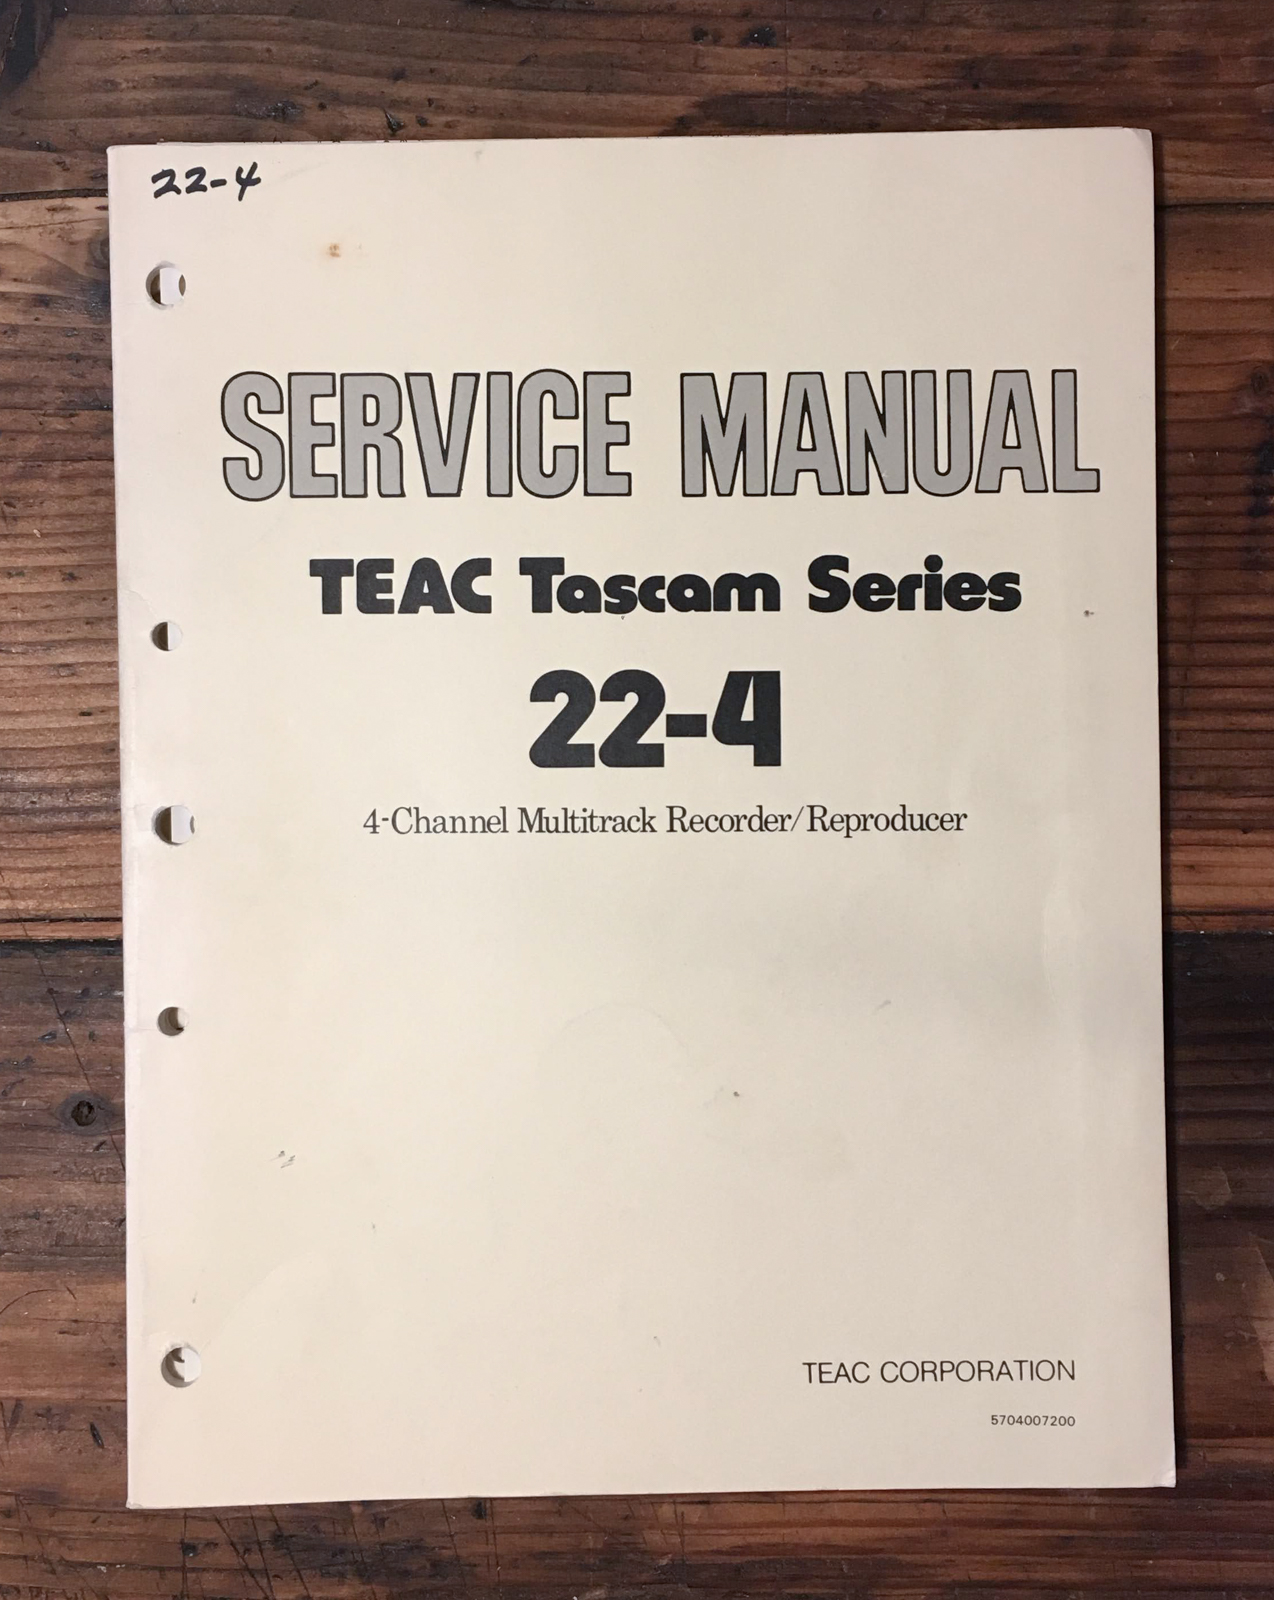 22-4
SERVICE MANUAL
TEAC Tascam Series
22-4
4-Channel Multitrack Recorder/Reproducer
TEAC CORPORATION
5704007200